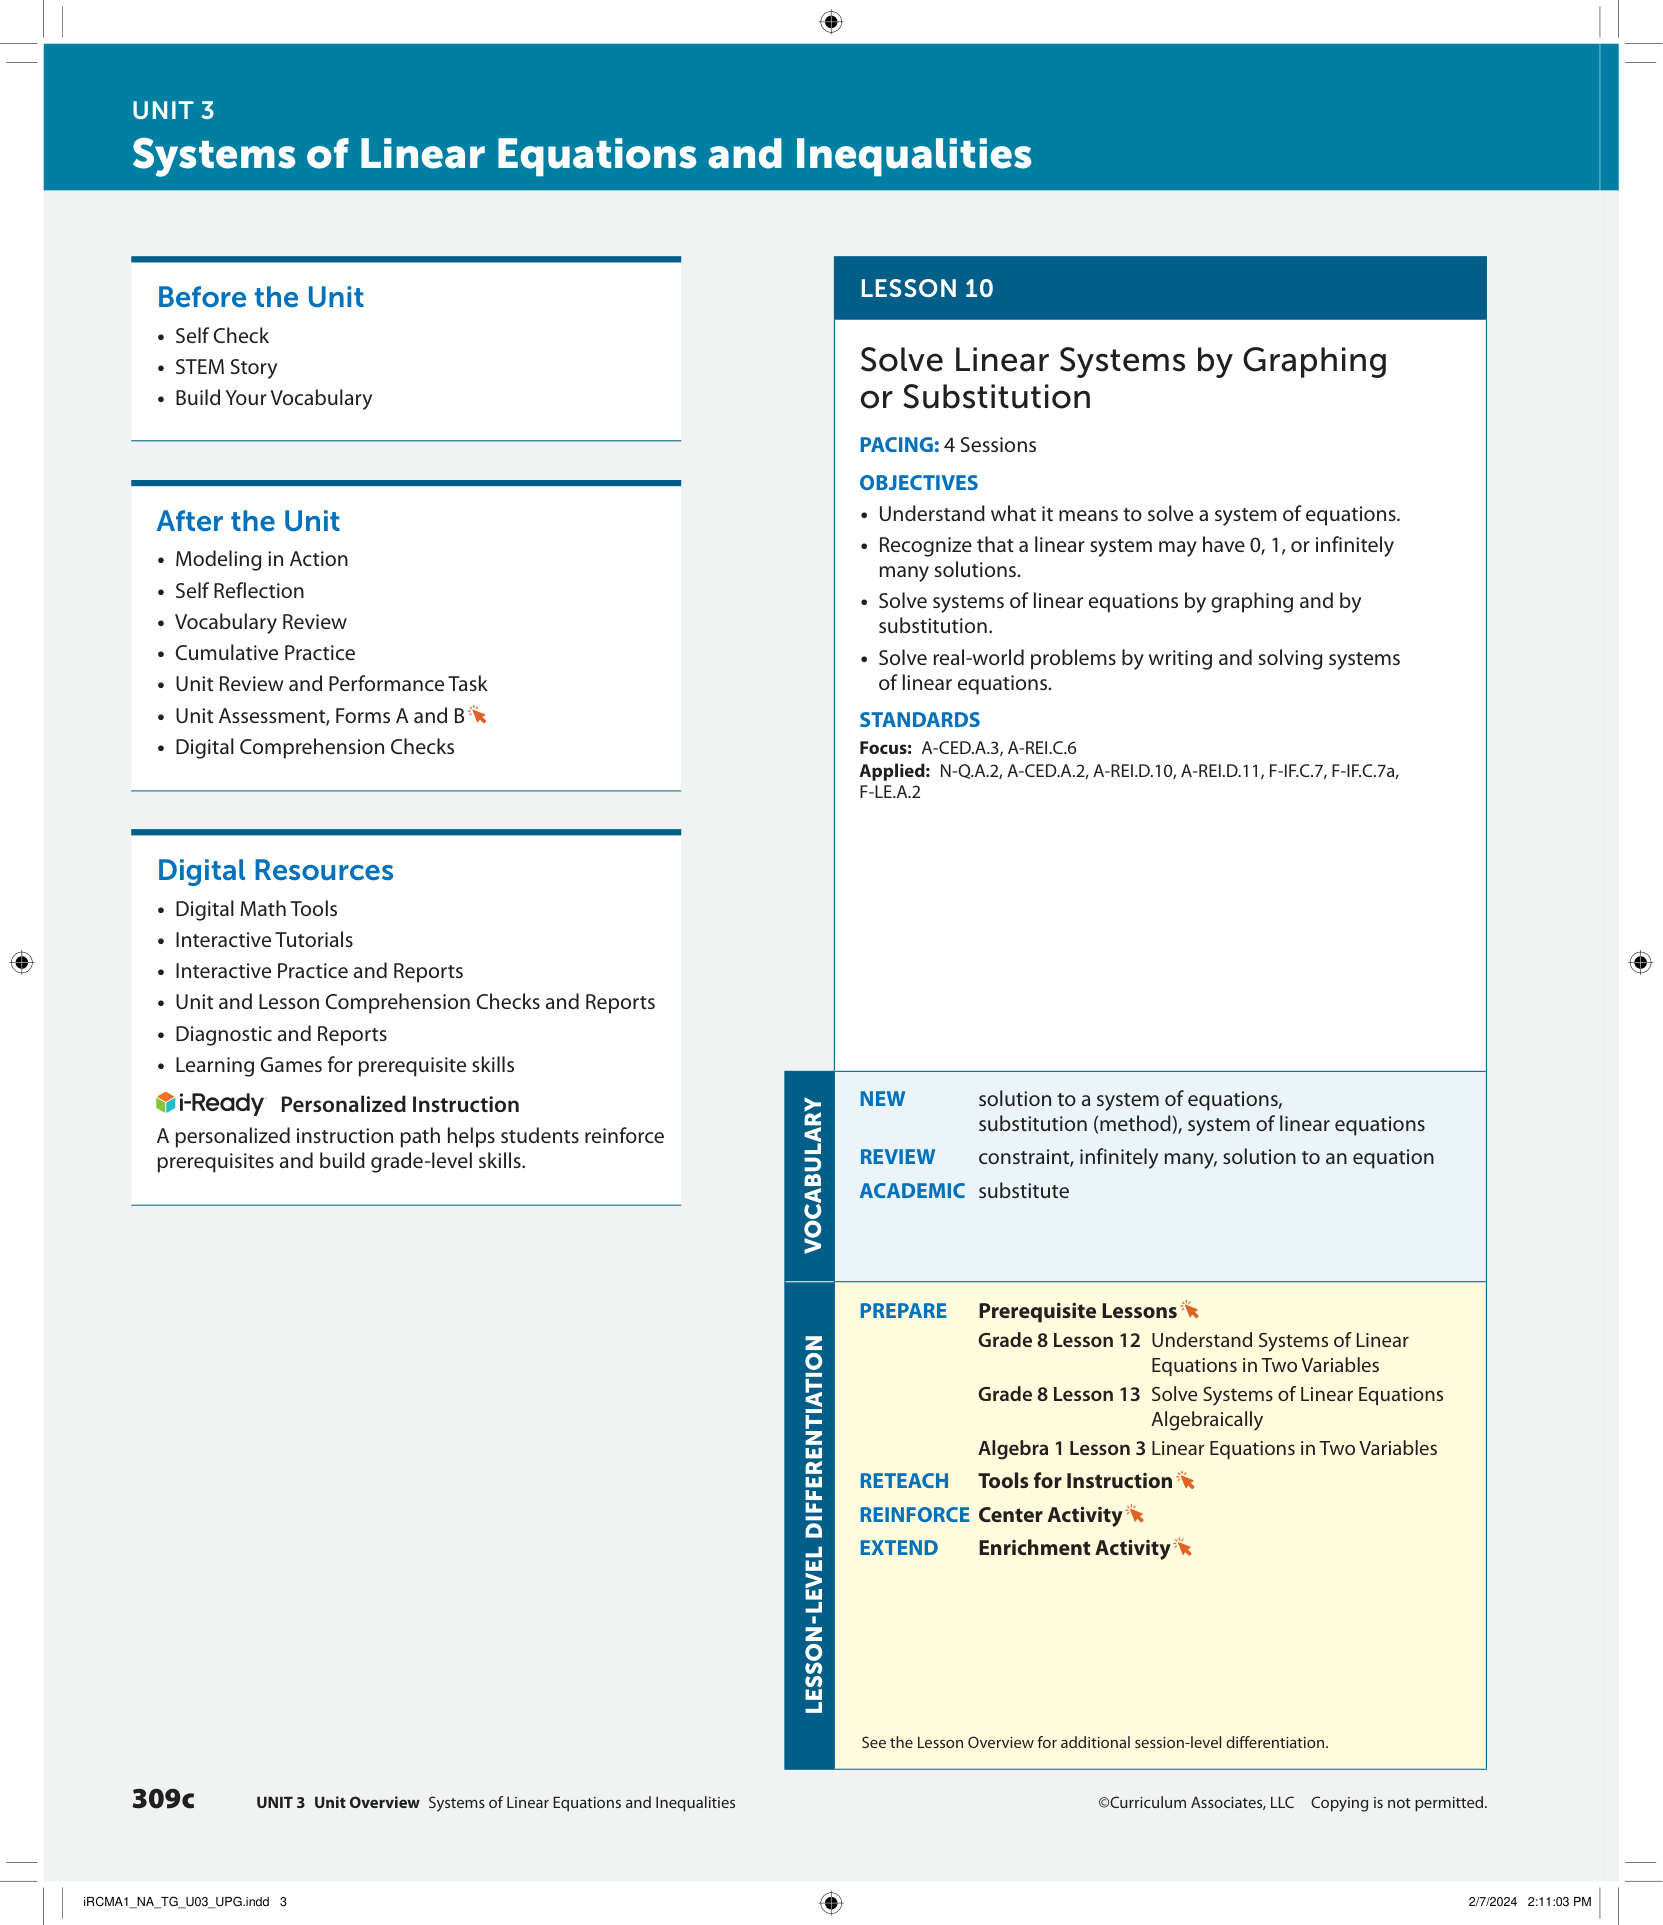 UNIT 3
Systems of Linear Equations and Inequalities
Before the Unit
• Self Check
• STEM Story
• Build Your Vocabulary
After the Unit
• Modeling in Action
• Self Reflection
• Vocabulary Review
• Cumulative Practice
• Unit Review and Performance Task
• Unit Assessment, Forms A and B
• Digital Comprehension Checks
Digital Resources
• Digital Math Tools
• Interactive Tutorials
• Interactive Practice and Reports
• Unit and Lesson Comprehension Checks and Reports
• Diagnostic and Reports
• Learning Games for prerequisite skills
i-Ready Personalized Instruction
A personalized instruction path helps students reinforce
prerequisites and build grade-level skills.
LESSON 10
Solve Linear Systems by Graphing
or Substitution
PACING: 4 Sessions
OBJECTIVES
• Understand what it means to solve a system of equations.
• Recognize that a linear system may have 0, 1, or infinitely
many solutions.
• Solve systems of linear equations by graphing and by
substitution.
• Solve real-world problems by writing and solving systems
of linear equations.
STANDARDS
Focus: A-CED.A.3, A-REI.C.6
Applied: N-Q.A.2, A-CED.A.2, A-REI.D.10, A-REI.D.11, F-IF.C.7, F-IF.C.7a,
F-LE.A.2
VOCABULARY
NEW solution to a system of equations,
substitution (method), system of linear equations
REVIEW constraint, infinitely many, solution to an equation
ACADEMIC substitute
LESSON-LEVEL DIFFERENTIATION
PREPARE Prerequisite Lessons
Grade 8 Lesson 12 Understand Systems of Linear
Equations in Two Variables
Grade 8 Lesson 13 Solve Systems of Linear Equations
Algebraically
Algebra 1 Lesson 3 Linear Equations in Two Variables
RETEACH Tools for Instruction
REINFORCE Center Activity
EXTEND Enrichment Activity
See the Lesson Overview for additional session-level differentiation.
309c UNIT 3 Unit Overview Systems of Linear Equations and Inequalities
©Curriculum Associates, LLC Copying is not permitted.
iRCMA1_NA_TG_U03_UPG.indd 3
2/7/2024 2:11:03 PM